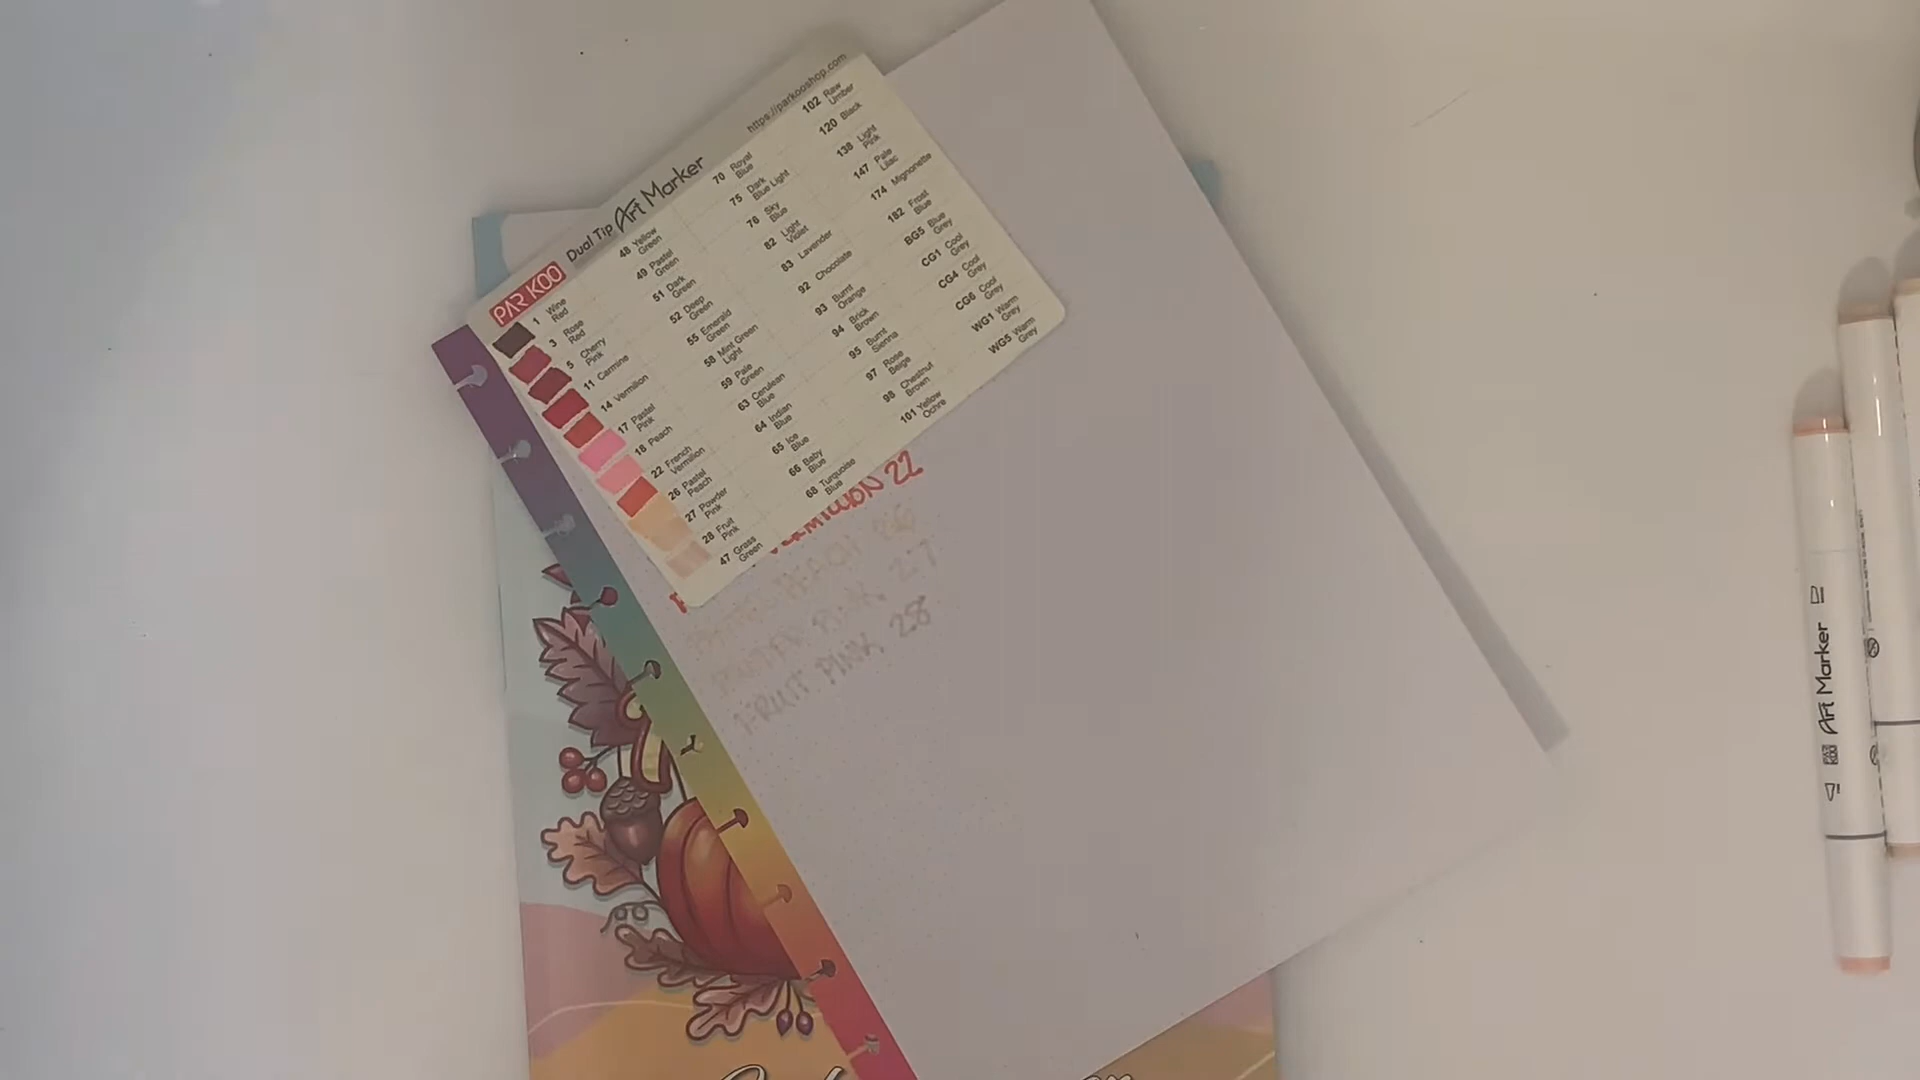 PARKOO Dual Tip Art Marker https://parkooshop.com
1 Wine Red
3 Rose Red
5 Cherry Pink
11 Carmine
14 Vermilion
17 Pastel Pink
18 Peach
22 French Vermilion
26 Pastel Peach
27 Powder Pink
28 Fruit Pink
47 Grass Green
48 Yellow Green
49 Pastel Green
51 Dark Green
52 Deep Green
55 Emerald Green
58 Mint Green Light
59 Pale Green
63 Cerulean Blue
64 Indian Blue
65 Ice Blue
66 Baby Blue
68 Turquoise Blue
70 Royal Blue
75 Dark Blue Light
76 Sky Blue
82 Light Violet
83 Lavender
92 Chocolate
93 Burnt Orange
94 Brick Brown
95 Burnt Sienna
97 Rose Beige
98 Chestnut Brown
101 Yellow Ochre
102 Raw Umber
120 Black
138 Light Pink
147 Pale Lilac
174 Mignonette
182 Frost Blue
BG5 Blue Grey
CG1 Cool Grey
CG4 Cool Grey
CG6 Cool Grey
WG1 Warm Grey
WG5 Warm Grey
22
26
PINK 27
FRUIT PINK 28
PARKOO Art Marker